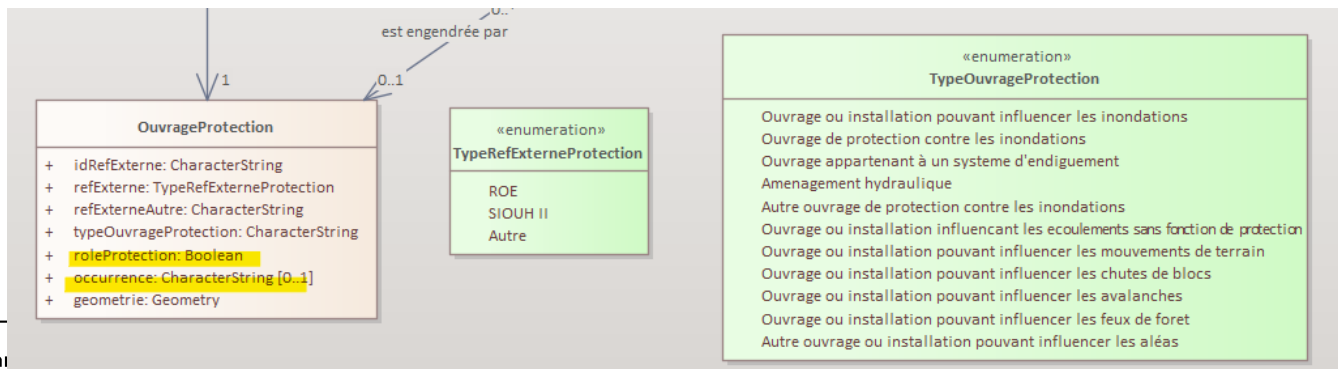 0..
est engendrée par
1
0..1
OuvrageProtection
+ idRefExterne: CharacterString
+ refExterne: TypeRefExterneProtection
+ refExterneAutre: CharacterString
+ typeOuvrageProtection: CharacterString
+ roleProtection: Boolean
+ occurrence: CharacterString [0..1]
+ geometrie: Geometry
«enumeration»
TypeRefExterneProtection
ROE
SIOUH II
Autre
«enumeration»
TypeOuvrageProtection
Ouvrage ou installation pouvant influencer les inondations
Ouvrage de protection contre les inondations
Ouvrage appartenant à un systeme d'endiguement
Amenagement hydraulique
Autre ouvrage de protection contre les inondations
Ouvrage ou installation influencant les ecoulements sans fonction de protection
Ouvrage ou installation pouvant influencer les mouvements de terrain
Ouvrage ou installation pouvant influencer les chutes de blocs
Ouvrage ou installation pouvant influencer les avalanches
Ouvrage ou installation pouvant influencer les feux de foret
Autre ouvrage ou installation pouvant influencer les aléas